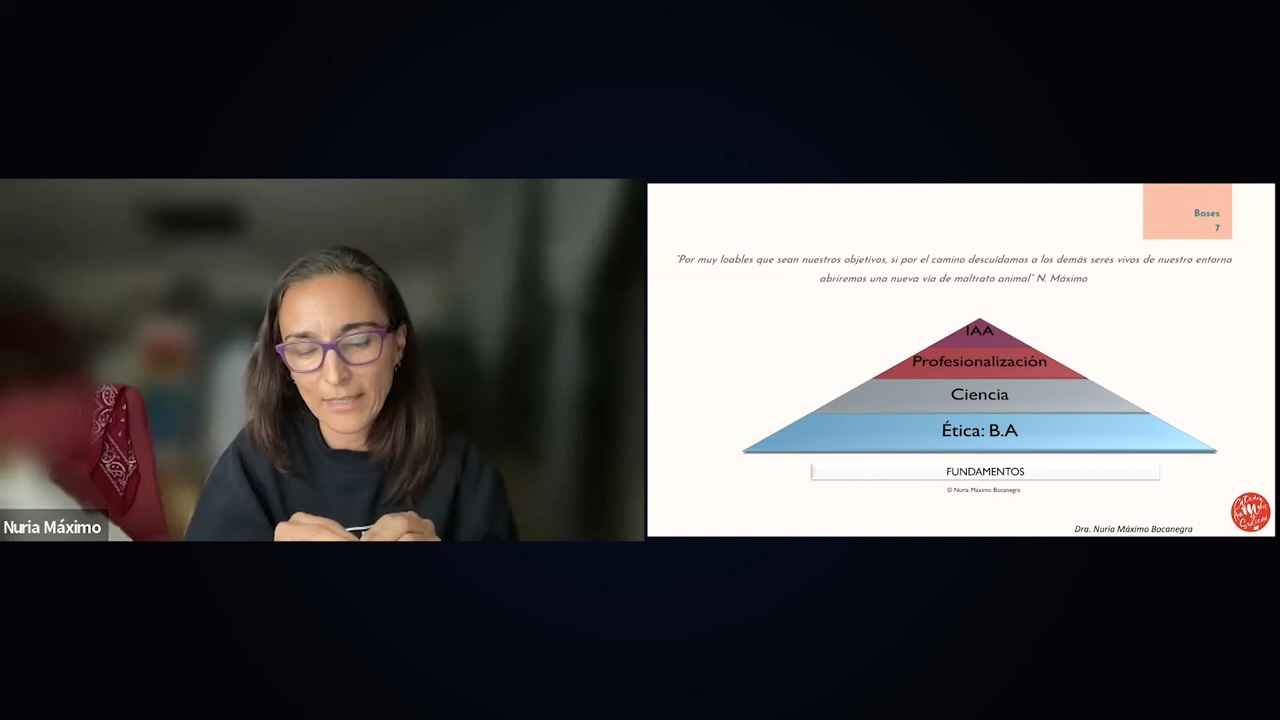 Nuria Máximo
Bases
7
"Por muy loables que sean nuestros objetivos, si por el camino descuidamos a los demás seres vivos de nuestro entorno
abriremos una nueva vía de maltrato animal" N. Máximo
IAA
Profesionalización
Ciencia
Ética: B.A
FUNDAMENTOS
© Nuria Máximo Bocanegra
Dra. Nuria Máximo Bocanegra